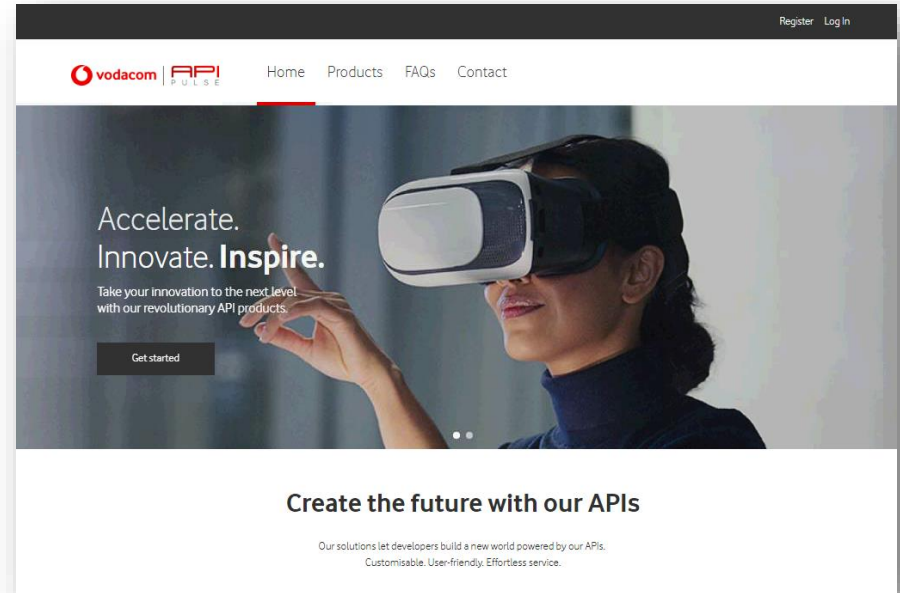 Register Log In
vodacom API
PULSE
Home Products FAQs Contact
Accelerate.
Innovate. Inspire.
Take your innovation to the next level
with our revolutionary API products.
Get started
Create the future with our APIs
Our solutions let developers build a new world powered by our APIs.
Customisable. User-friendly. Effortless service.